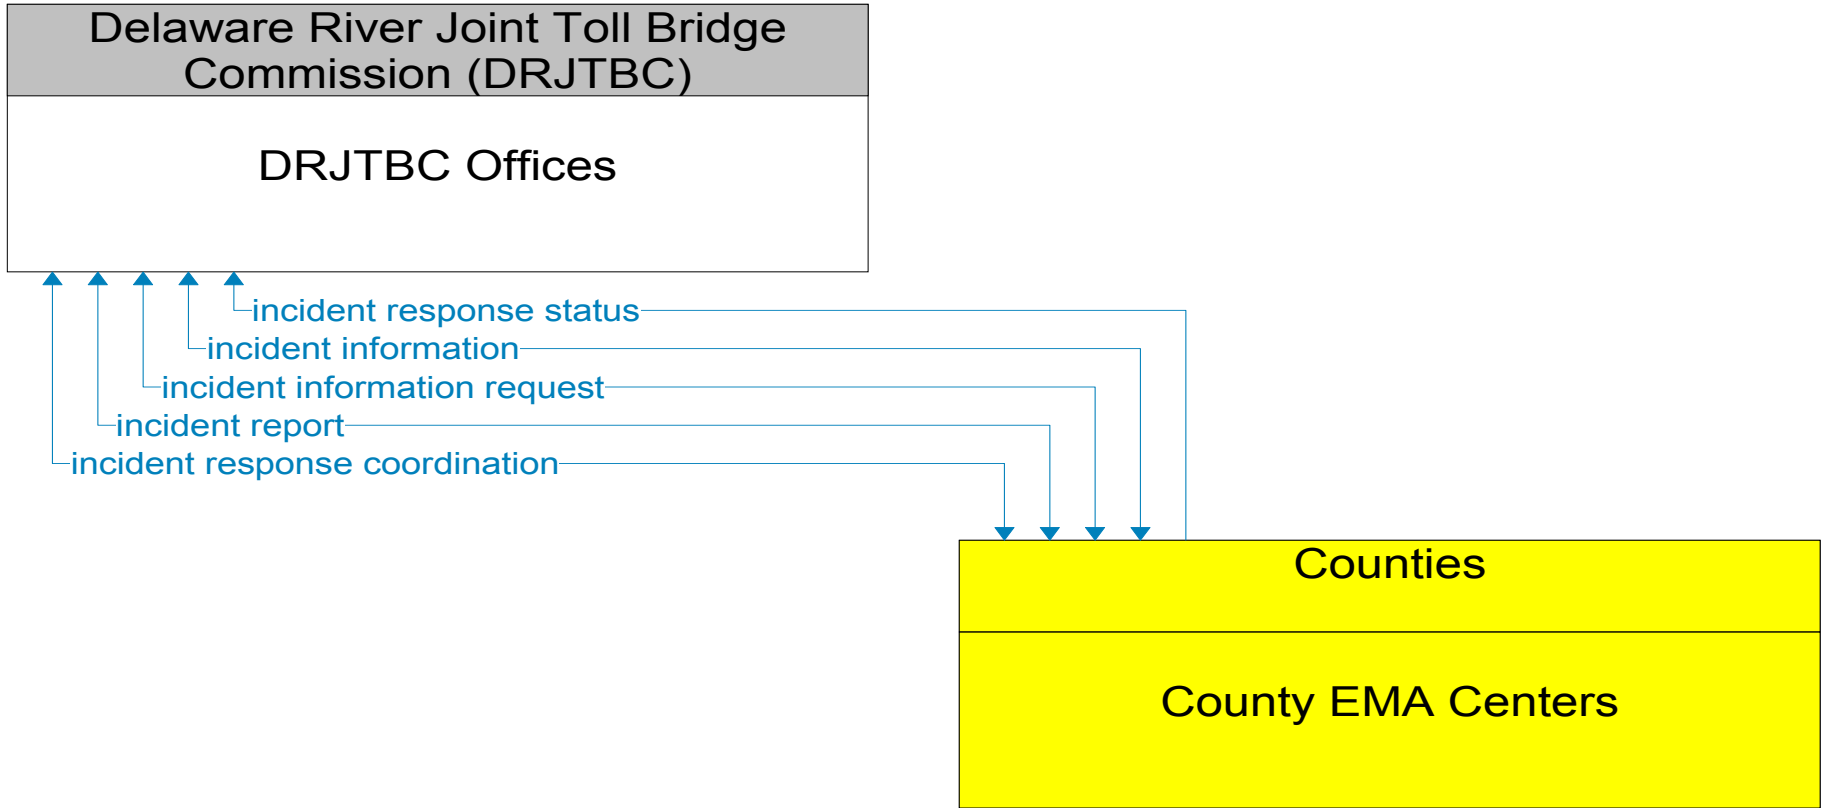 Delaware River Joint Toll Bridge
Commission (DRJTBC)
DRJTBC Offices
incident response status
incident information
incident information request
incident report
incident response coordination
Counties
County EMA Centers